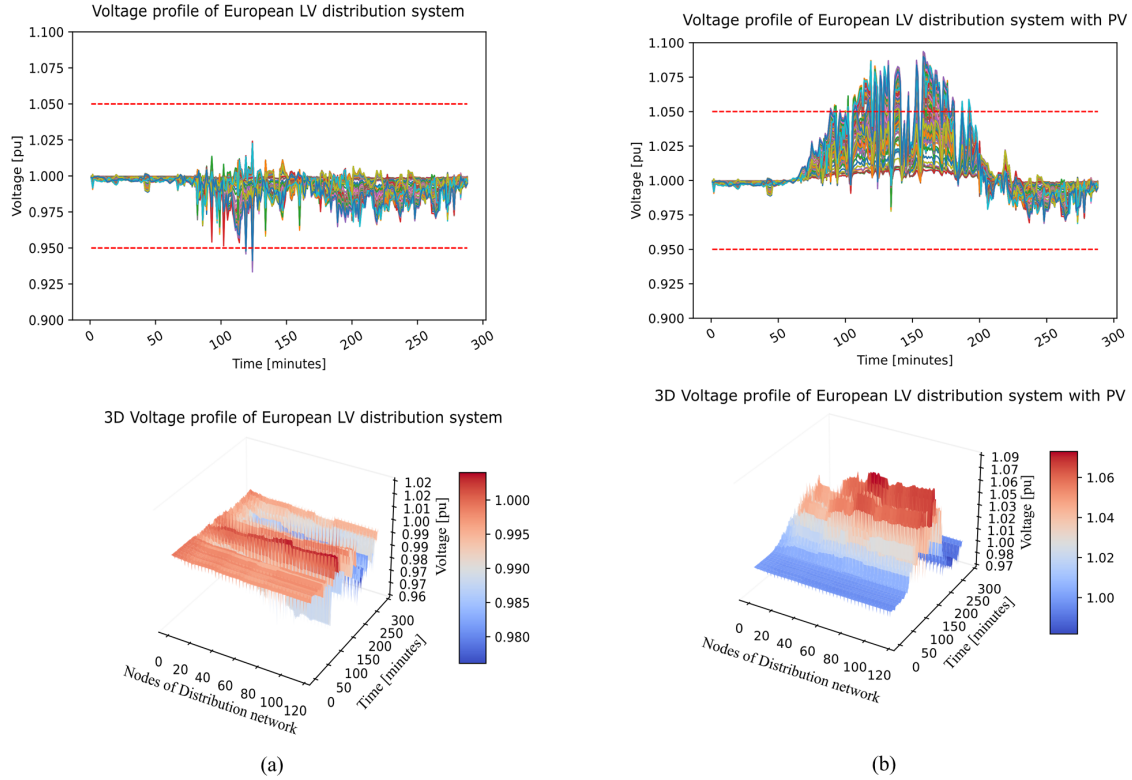 Voltage profile of European LV distribution system
1.100
1.075
1.050
1.025
1.000
0.975
0.950
0.925
0.900
Voltage [pu]
0 50 100 150 200 250 300
Time [minutes]
Voltage profile of European LV distribution system with PV
1.100
1.075
1.050
1.025
1.000
0.975
0.950
0.925
0.900
Voltage [pu]
0 50 100 150 200 250 300
Time [minutes]
3D Voltage profile of European LV distribution system
1.02
1.02
1.00
1.00
0.99
0.98
0.97
0.97
0.96
Voltage [pu]
0 20 40 60 80 100 120
Nodes of Distribution network
0 50 100 150 200 250 300
Time [minutes]
1.000
0.995
0.990
0.985
0.980
3D Voltage profile of European LV distribution system with PV
1.09
1.07
1.06
1.05
1.03
1.02
1.01
1.00
0.98
0.97
Voltage [pu]
0 20 40 60 80 100 120
Nodes of Distribution network
0 50 100 150 200 250 300
Time [minutes]
1.06
1.04
1.02
1.00
(a)
(b)